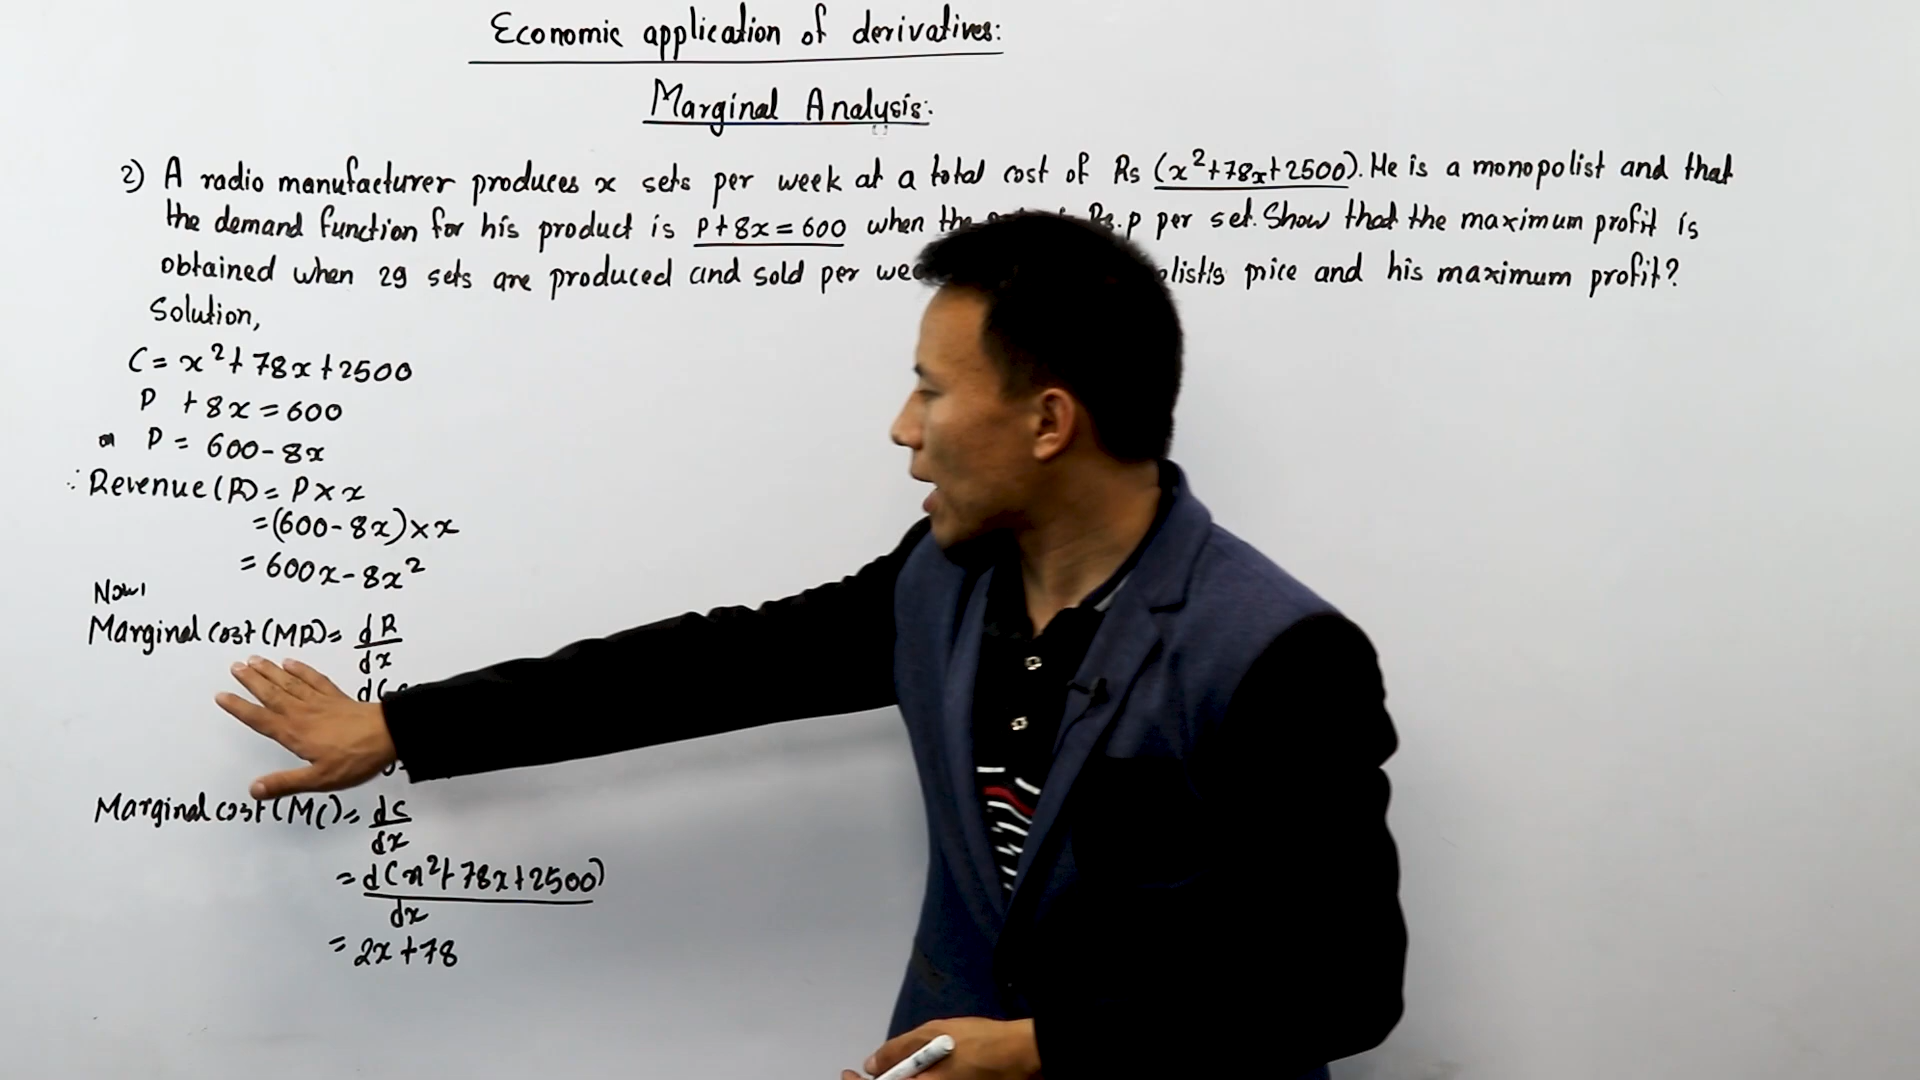 Economic application of derivatives:
Marginal Analysis:
2) A radio manufacturer produces x sets per week at a total cost of Rs (x²+78x+2500). He is a monopolist and that
the demand function for his product is P+8x=600 when the Rs.p per set. Show that the maximum profit is
obtained when 29 sets are produced and sold per price and his maximum profit?
Solution,
C = x²+78x+2500
P +8x=600
or P = 600-8x
∴ Revenue(R)= P×x
=(600-8x)×x
= 600x-8x²
Now,
Marginal cost(MR)= dR
dx
Marginal cost(MC)= dc
dx
= d(x²+78x+2500)
dx
= 2x+78